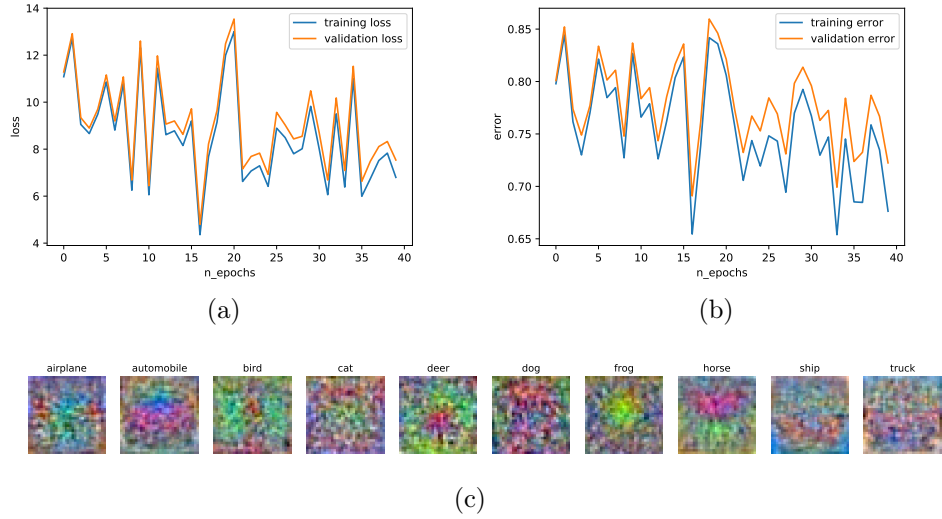 14
12
10
8
6
4
loss
training loss
validation loss
0 5 10 15 20 25 30 35 40
n_epochs
(a)
0.85
0.80
0.75
0.70
0.65
error
training error
validation error
0 5 10 15 20 25 30 35 40
n_epochs
(b)
airplane automobile bird cat deer dog frog horse ship truck
(c)